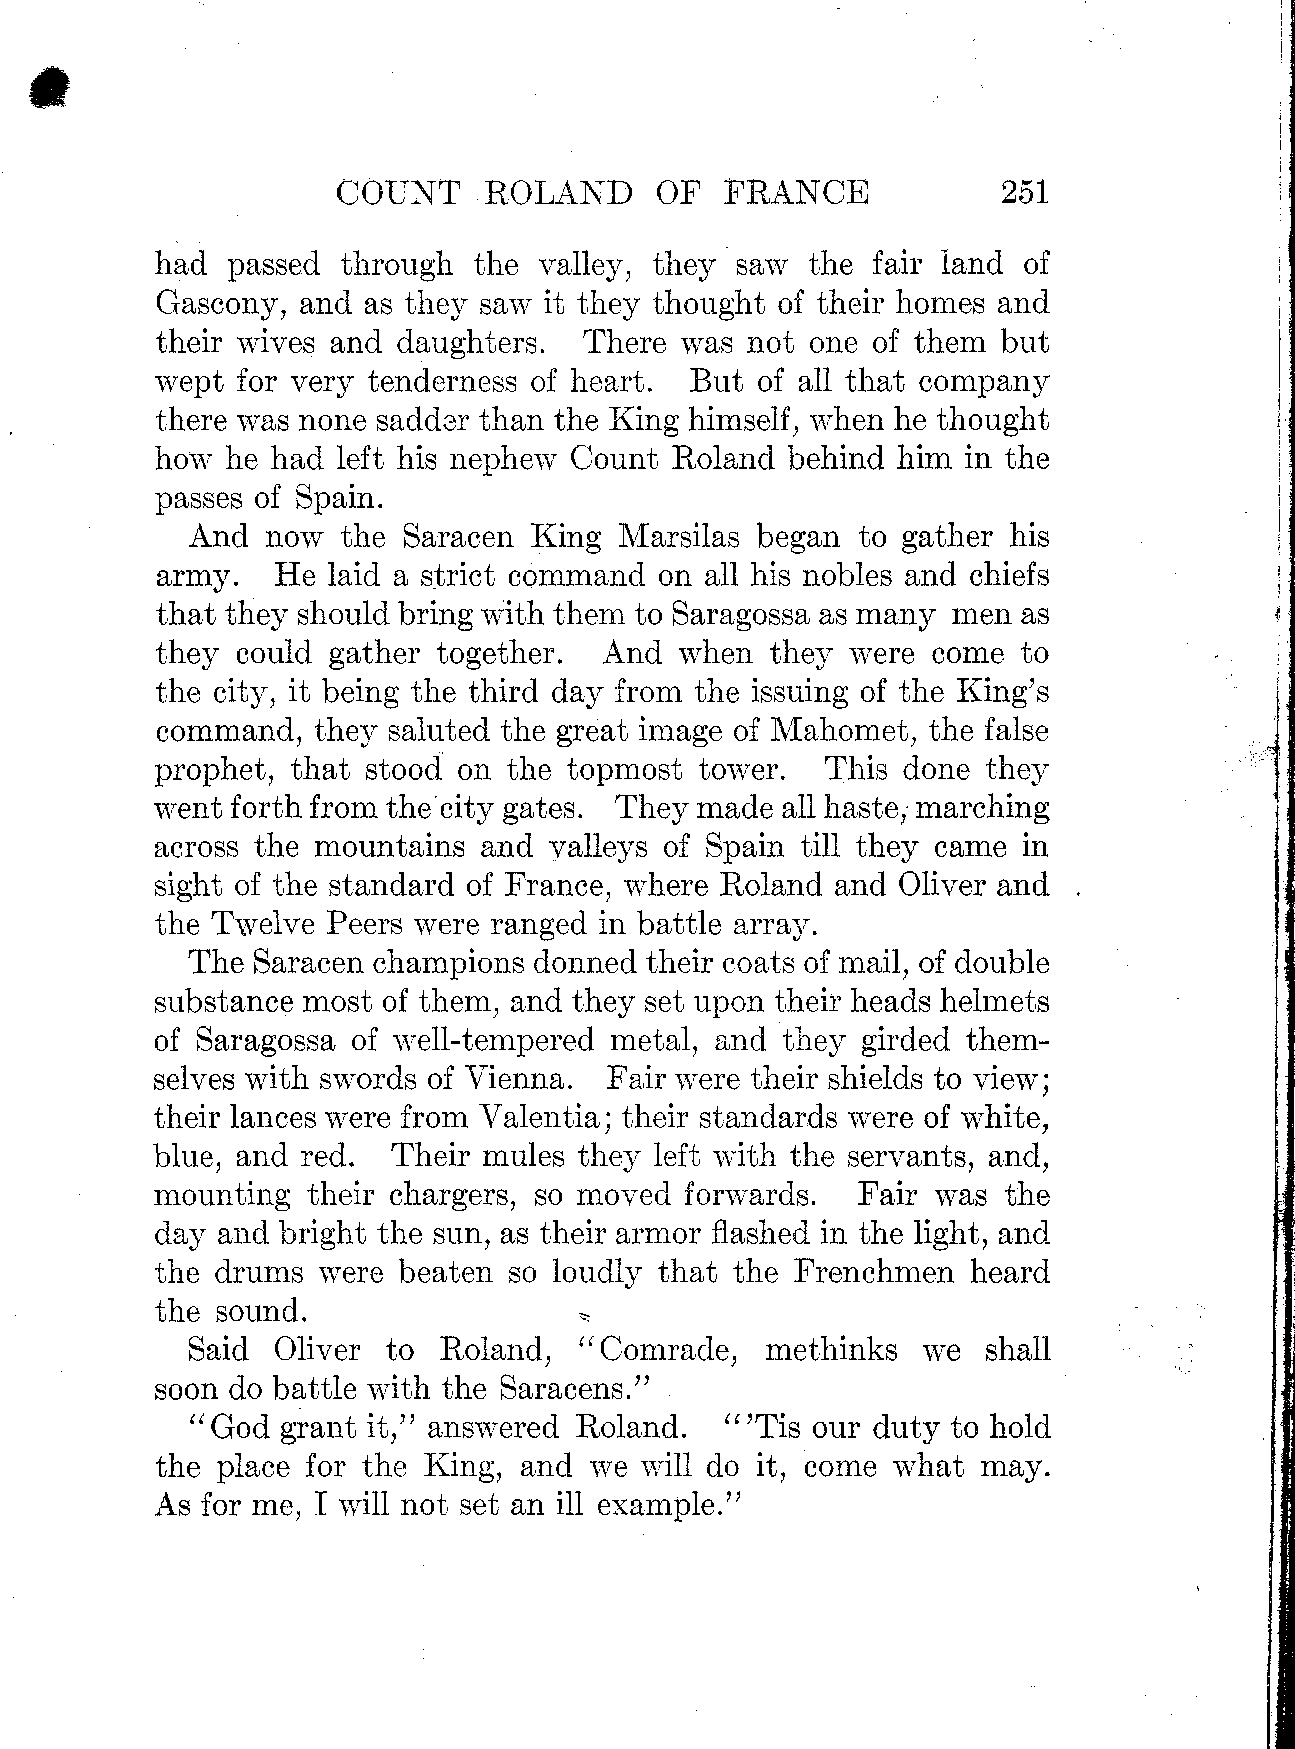 COUNT ROLAND OF FRANCE 251
had passed through the valley, they saw the fair land of
Gascony, and as they saw it they thought of their homes and
their wives and daughters. There was not one of them but
wept for very tenderness of heart. But of all that company
there was none sadder than the King himself, when he thought
how he had left his nephew Count Roland behind him in the
passes of Spain.
And now the Saracen King Marsilas began to gather his
army. He laid a strict command on all his nobles and chiefs
that they should bring with them to Saragossa as many men as
they could gather together. And when they were come to
the city, it being the third day from the issuing of the King's
command, they saluted the great image of Mahomet, the false
prophet, that stood on the topmost tower. This done they
went forth from the city gates. They made all haste, marching
across the mountains and valleys of Spain till they came in
sight of the standard of France, where Roland and Oliver and
the Twelve Peers were ranged in battle array.
The Saracen champions donned their coats of mail, of double
substance most of them, and they set upon their heads helmets
of Saragossa of well-tempered metal, and they girded them-
selves with swords of Vienna. Fair were their shields to view;
their lances were from Valentia; their standards were of white,
blue, and red. Their mules they left with the servants, and,
mounting their chargers, so moved forwards. Fair was the
day and bright the sun, as their armor flashed in the light, and
the drums were beaten so loudly that the Frenchmen heard
the sound.
Said Oliver to Roland, "Comrade, methinks we shall
soon do battle with the Saracens."
"God grant it," answered Roland. "'Tis our duty to hold
the place for the King, and we will do it, come what may.
As for me, I will not set an ill example."